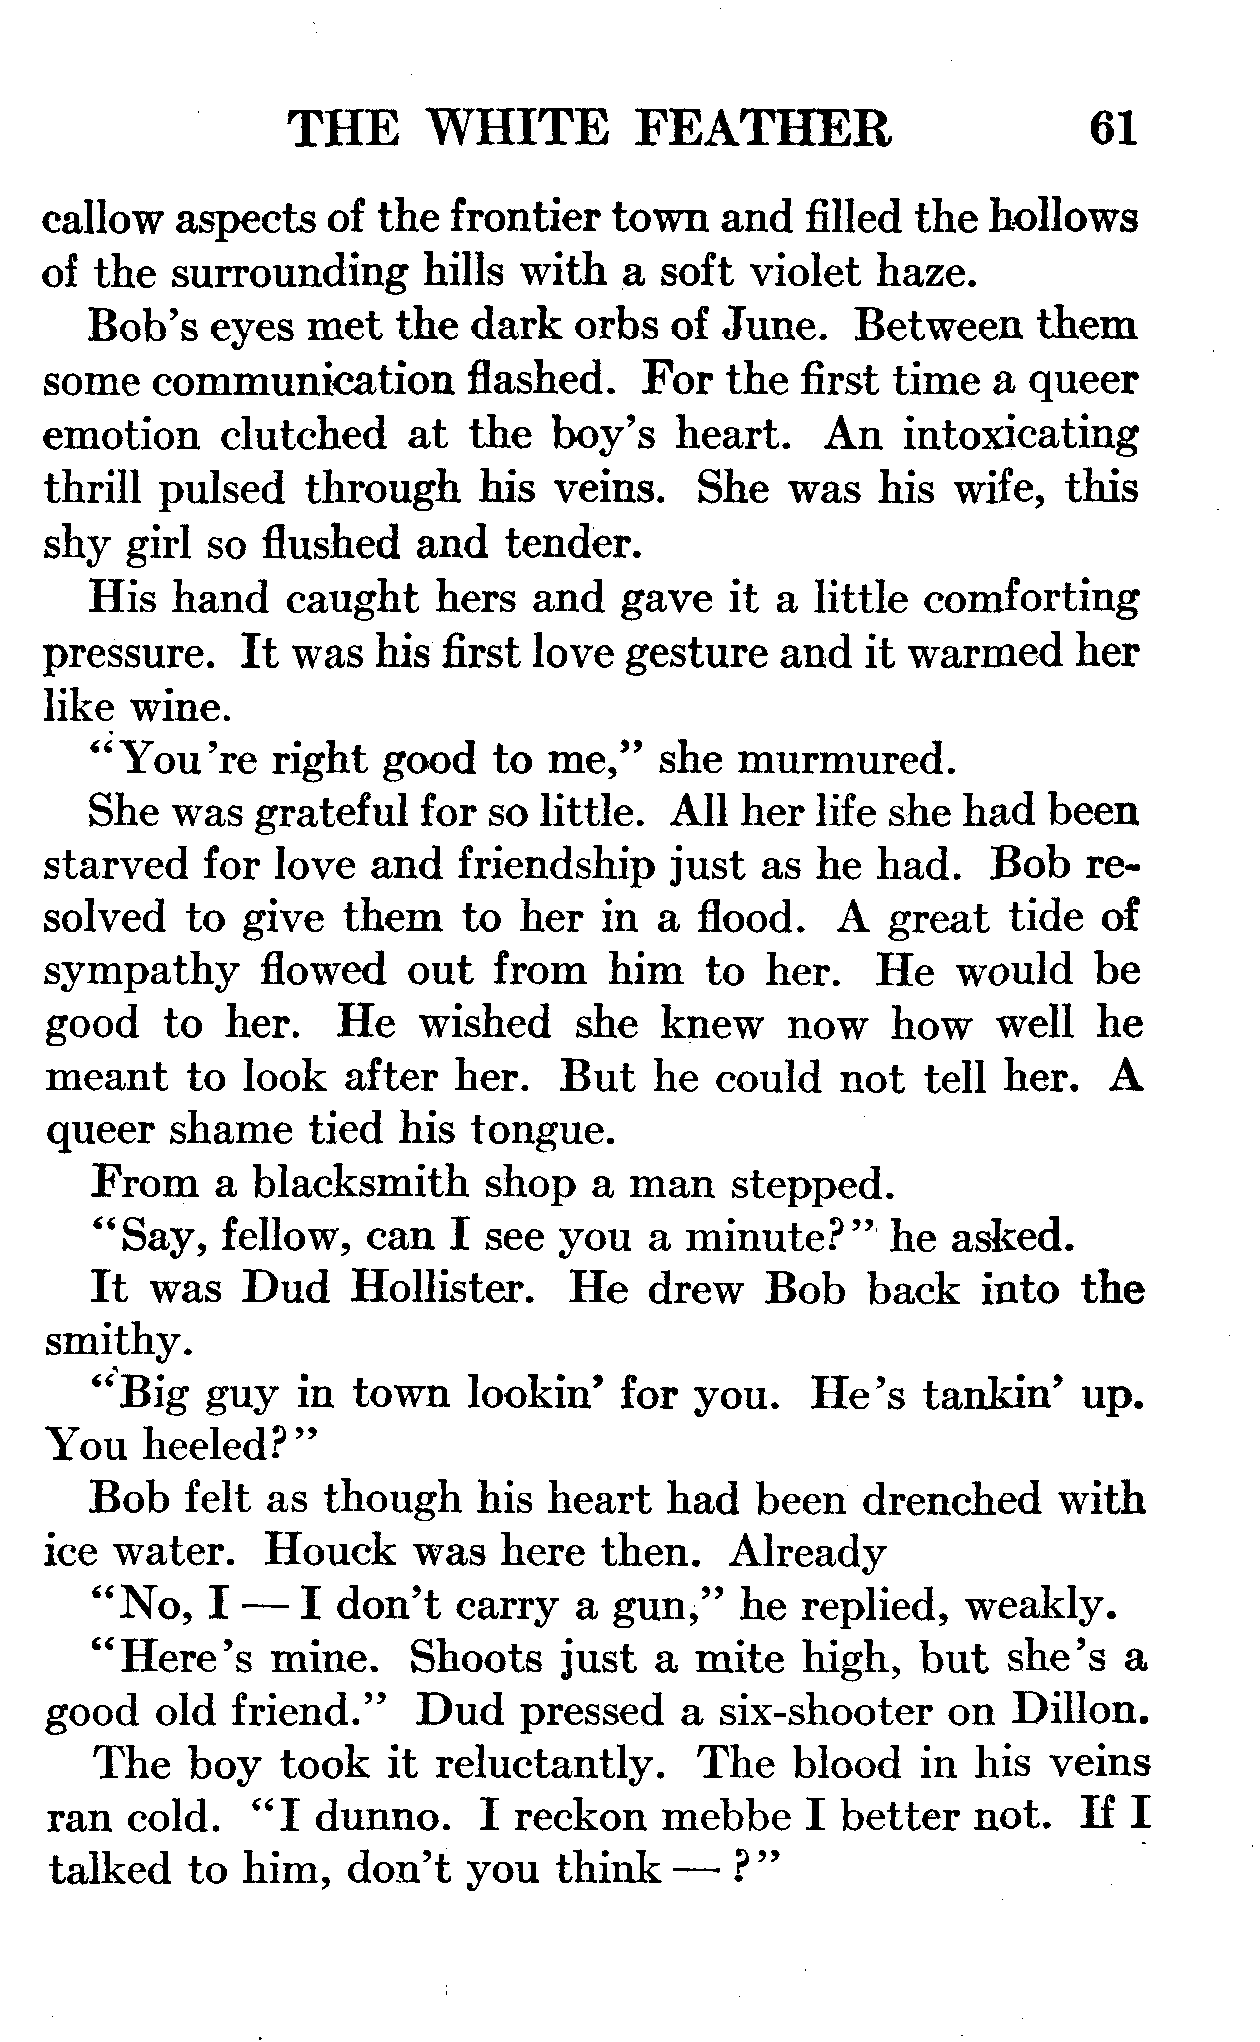 THE WHITE FEATHER 61
callow aspects of the frontier town and filled the hollows
of the surrounding hills with a soft violet haze.
Bob's eyes met the dark orbs of June. Between them
some communication flashed. For the first time a queer
emotion clutched at the boy's heart. An intoxicating
thrill pulsed through his veins. She was his wife, this
shy girl so flushed and tender.
His hand caught hers and gave it a little comforting
pressure. It was his first love gesture and it warmed her
like wine.
"You're right good to me," she murmured.
She was grateful for so little. All her life she had been
starved for love and friendship just as he had. Bob re-
solved to give them to her in a flood. A great tide of
sympathy flowed out from him to her. He would be
good to her. He wished she knew now how well he
meant to look after her. But he could not tell her. A
queer shame tied his tongue.
From a blacksmith shop a man stepped.
"Say, fellow, can I see you a minute?" he asked.
It was Dud Hollister. He drew Bob back into the
smithy.
"Big guy in town lookin' for you. He's tankin' up.
You heeled?"
Bob felt as though his heart had been drenched with
ice water. Houck was here then. Already
"No, I — I don't carry a gun," he replied, weakly.
"Here's mine. Shoots just a mite high, but she's a
good old friend." Dud pressed a six-shooter on Dillon.
The boy took it reluctantly. The blood in his veins
ran cold. "I dunno. I reckon mebbe I better not. If I
talked to him, don't you think — ?"